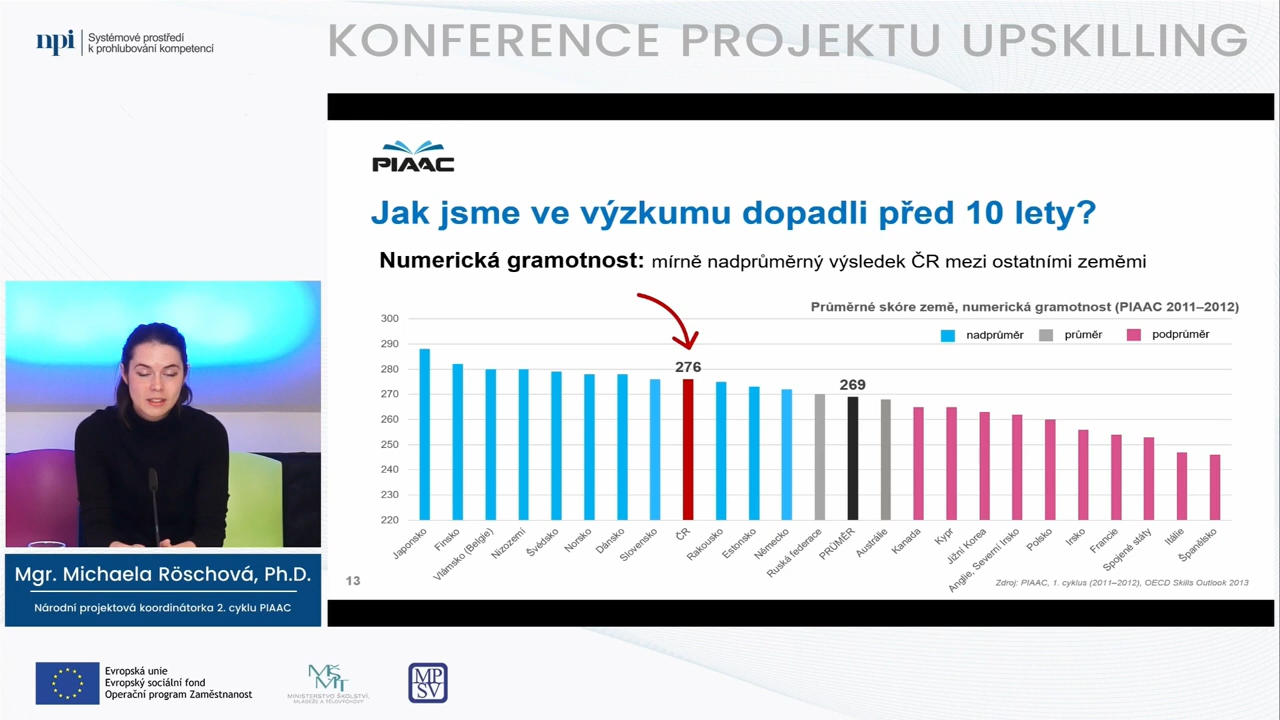 npi
Systémové prostředí
k prohlubování kompetencí
KONFERENCE PROJEKTU UPSKILLING
PIAAC
Jak jsme ve výzkumu dopadli před 10 lety?
Numerická gramotnost: mírně nadprůměrný výsledek ČR mezi ostatními zeměmi
Průměrné skóre země, numerická gramotnost (PIAAC 2011–2012)
nadprůměr průměr podprůměr
300
290
280
270
260
250
240
230
220
276
269
Japonsko
Finsko
Vlámsko (Belgie)
Nizozemí
Švédsko
Norsko
Dánsko
Slovensko
ČR
Rakousko
Estonsko
Německo
Ruská federace
PRŮMĚR
Austrálie
Kanada
Kypr
Jižní Korea
Anglie, Severní Irsko
Polsko
Irsko
Francie
Spojené státy
Itálie
Španělsko
13
Zdroj: PIAAC, 1. cyklus (2011–2012), OECD Skills Outlook 2013
Mgr. Michaela Röschová, Ph.D.
Národní projektová koordinátorka 2. cyklu PIAAC
Evropská unie
Evropský sociální fond
Operační program Zaměstnanost
MŠMT
MINISTERSTVO ŠKOLSTVÍ,
MLÁDEŽE A TĚLOVÝCHOVY
MP
SV